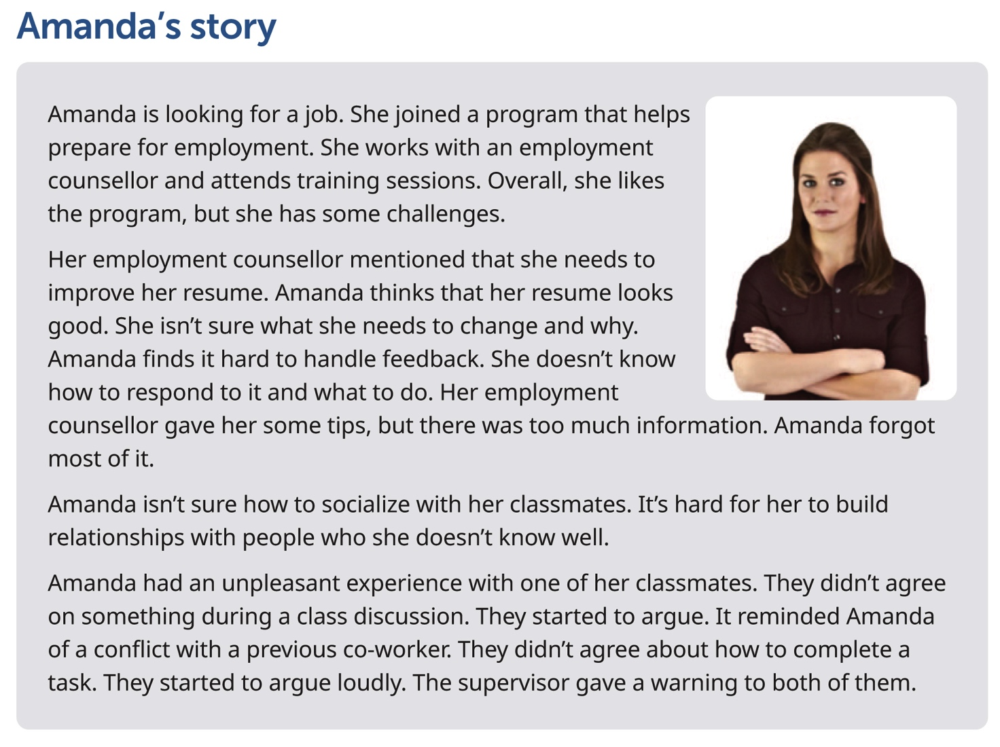 Amanda’s story
Amanda is looking for a job. She joined a program that helps
prepare for employment. She works with an employment
counsellor and attends training sessions. Overall, she likes
the program, but she has some challenges.
Her employment counsellor mentioned that she needs to
improve her resume. Amanda thinks that her resume looks
good. She isn’t sure what she needs to change and why.
Amanda finds it hard to handle feedback. She doesn’t know
how to respond to it and what to do. Her employment
counsellor gave her some tips, but there was too much information. Amanda forgot
most of it.
Amanda isn’t sure how to socialize with her classmates. It’s hard for her to build
relationships with people who she doesn’t know well.
Amanda had an unpleasant experience with one of her classmates. They didn’t agree
on something during a class discussion. They started to argue. It reminded Amanda
of a conflict with a previous co-worker. They didn’t agree about how to complete a
task. They started to argue loudly. The supervisor gave a warning to both of them.